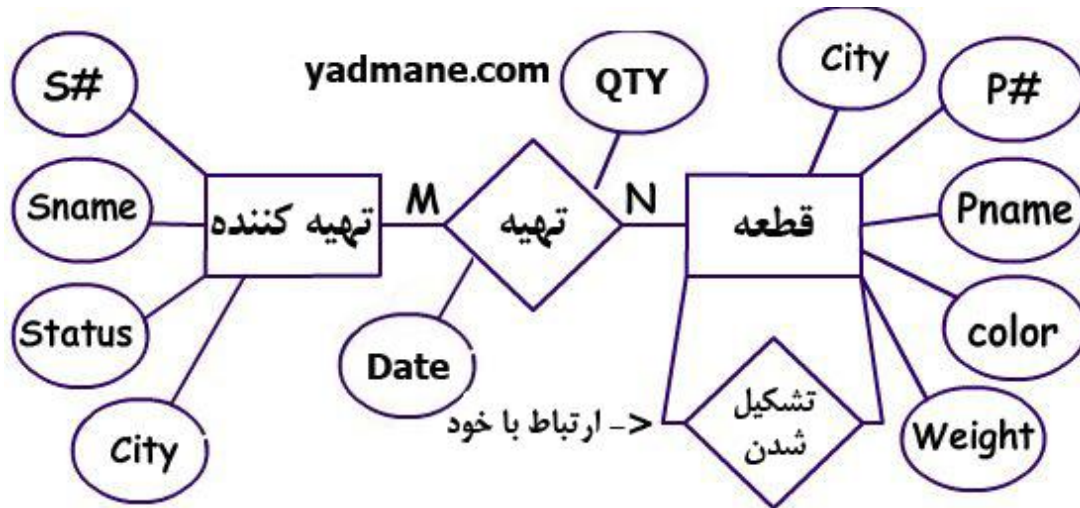 yadmane.com
S#
Sname
Status
City
تهیه کننده
M
تهیه
N
QTY
Date
قطعه
City
P#
Pname
color
Weight
تشکیل
شدن
<- ارتباط با خود